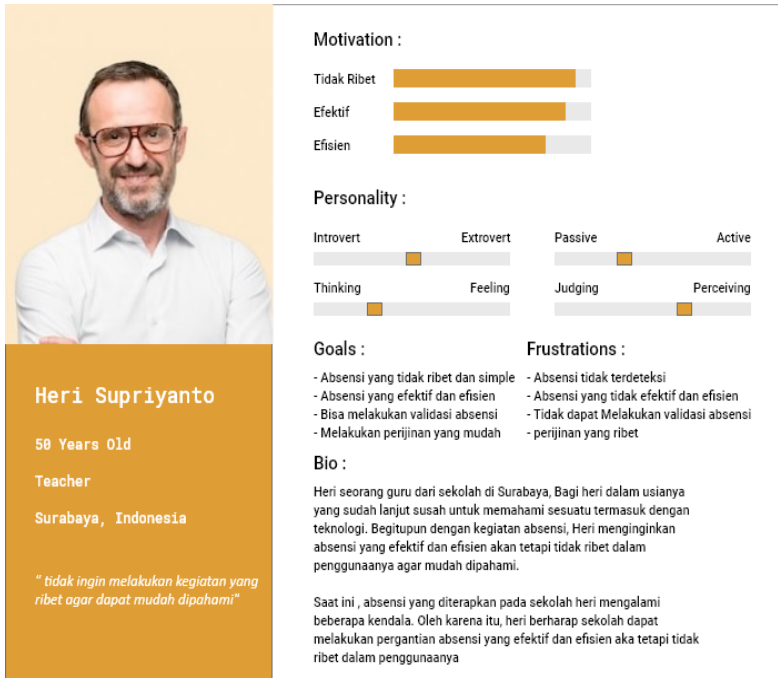 Heri Supriyanto
50 Years Old
Teacher
Surabaya, Indonesia
" tidak ingin melakukan kegiatan yang
ribet agar dapat mudah dipahami"
Motivation :
Tidak Ribet
Efektif
Efisien
Personality :
Introvert Extrovert
Passive Active
Thinking Feeling
Judging Perceiving
Goals :
- Absensi yang tidak ribet dan simple
- Absensi yang efektif dan efisien
- Bisa melakukan validasi absensi
- Melakukan perijinan yang mudah
Frustrations :
- Absensi tidak terdeteksi
- Absensi yang tidak efektif dan efisien
- Tidak dapat Melakukan validasi absensi
- perijinan yang ribet
Bio :
Heri seorang guru dari sekolah di Surabaya, Bagi heri dalam usianya
yang sudah lanjut susah untuk memahami sesuatu termasuk dengan
teknologi. Begitupun dengan kegiatan absensi, Heri menginginkan
absensi yang efektif dan efisien akan tetapi tidak ribet dalam
penggunaanya agar mudah dipahami.
Saat ini , absensi yang diterapkan pada sekolah heri mengalami
beberapa kendala. Oleh karena itu, heri berharap sekolah dapat
melakukan pergantian absensi yang efektif dan efisien aka tetapi tidak
ribet dalam penggunaanya